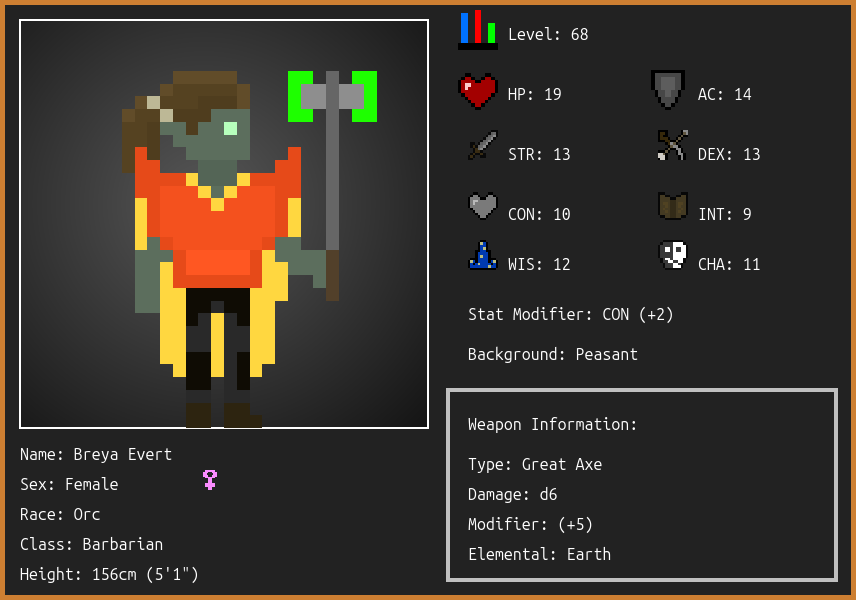 Level: 68
HP: 19
AC: 14
STR: 13
DEX: 13
CON: 10
INT: 9
WIS: 12
CHA: 11
Stat Modifier: CON (+2)
Background: Peasant
Weapon Information:
Type: Great Axe
Damage: d6
Modifier: (+5)
Elemental: Earth
Name: Breya Evert
Sex: Female
Race: Orc
Class: Barbarian
Height: 156cm (5'1")